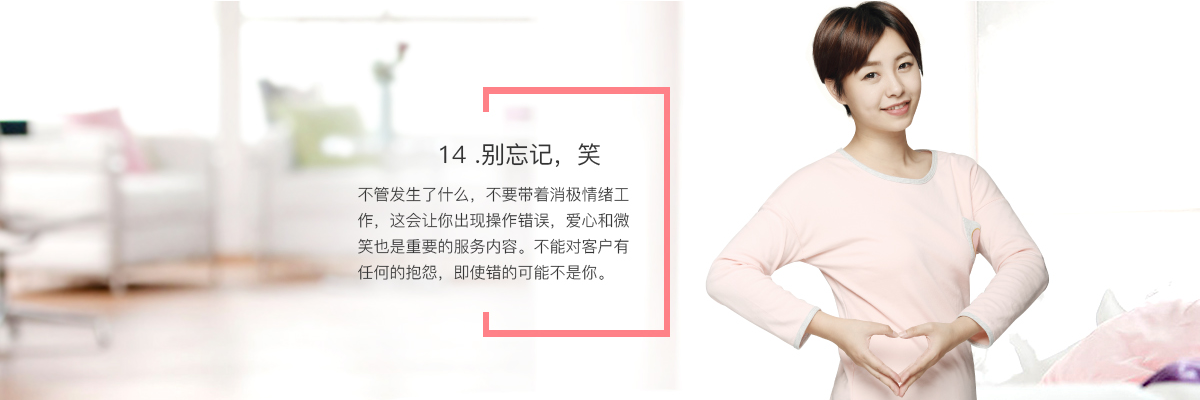 14 .别忘记，笑
不管发生了什么，不要带着消极情绪工
作，这会让你出现操作错误，爱心和微
笑也是重要的服务内容。不能对客户有
任何的抱怨，即使错的可能不是你。